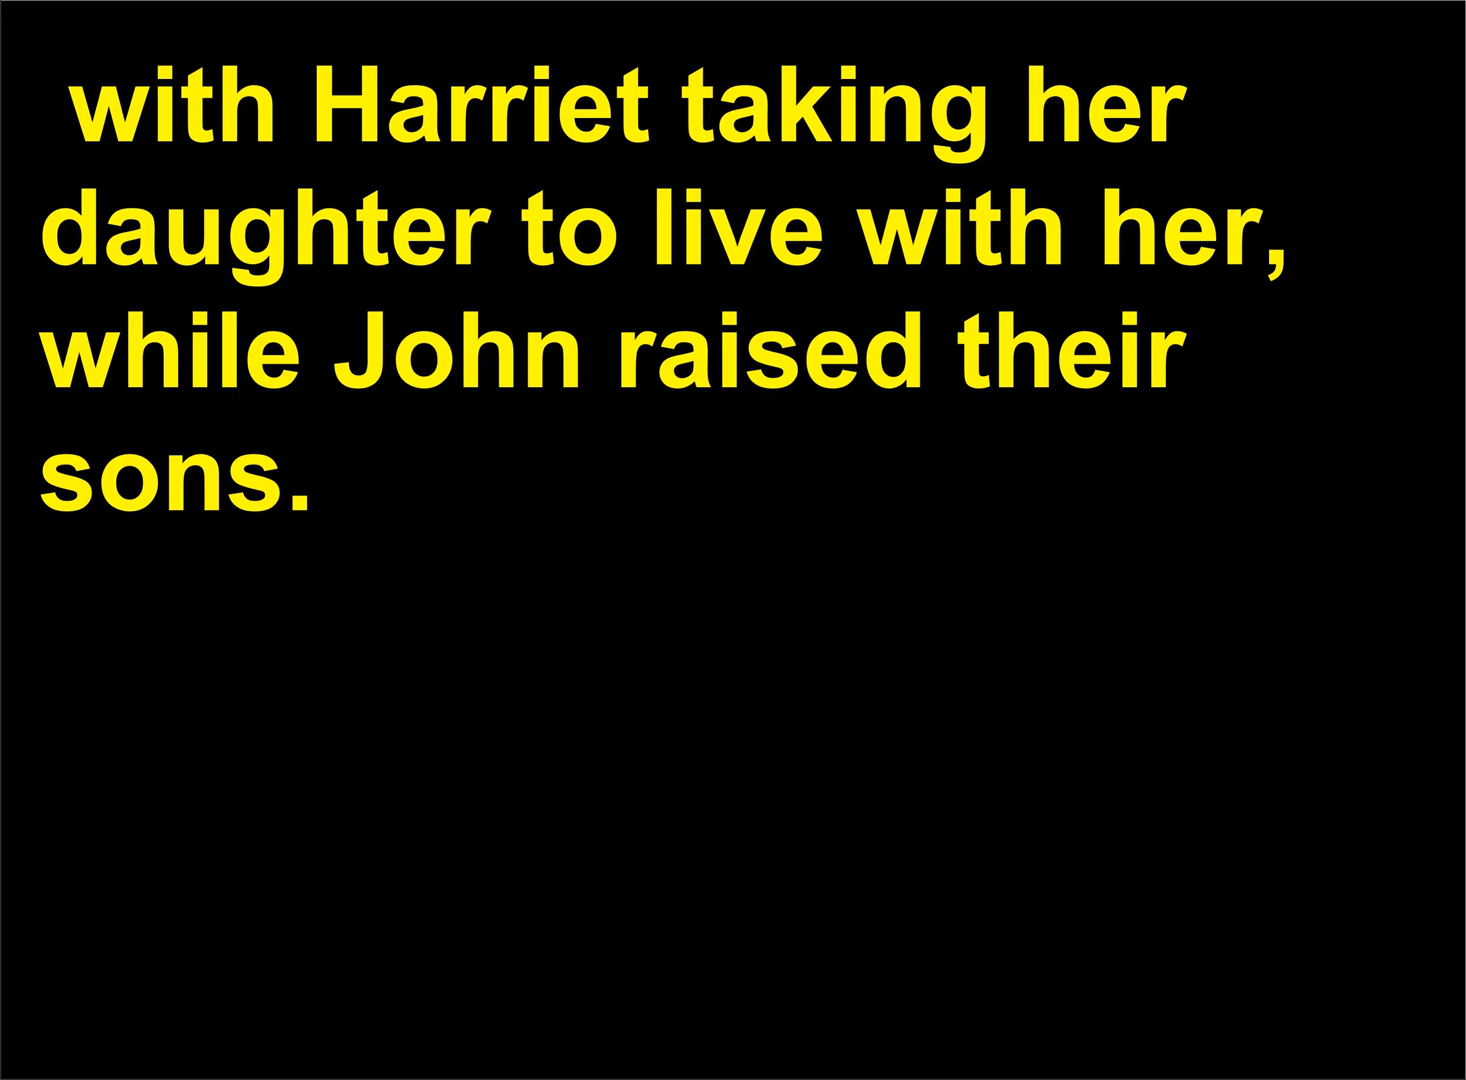 with Harriet taking her
daughter to live with her,
while John raised their
sons.